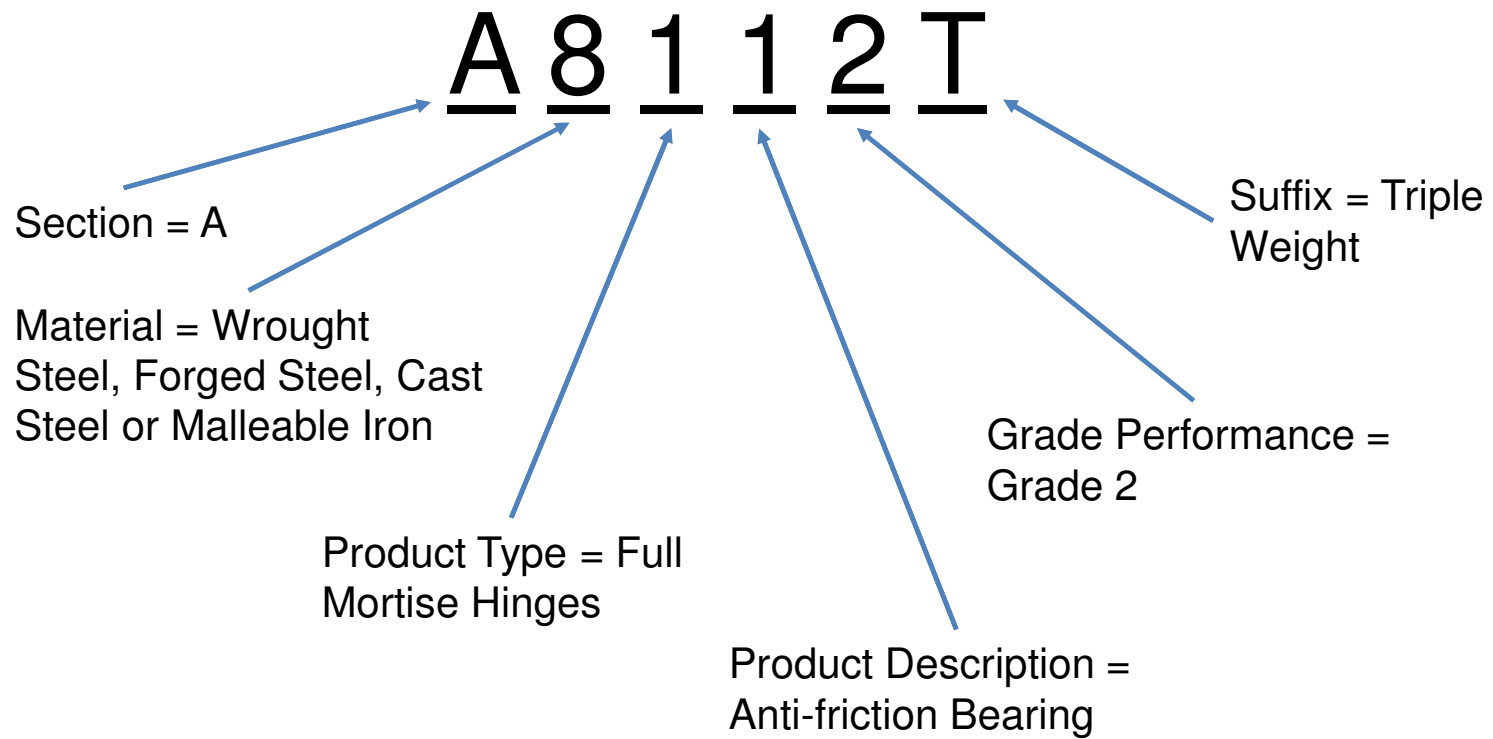 A 8 1 1 2 T
Section = A
Suffix = Triple
Weight
Material = Wrought
Steel, Forged Steel, Cast
Steel or Malleable Iron
Grade Performance =
Grade 2
Product Type = Full
Mortise Hinges
Product Description =
Anti-friction Bearing